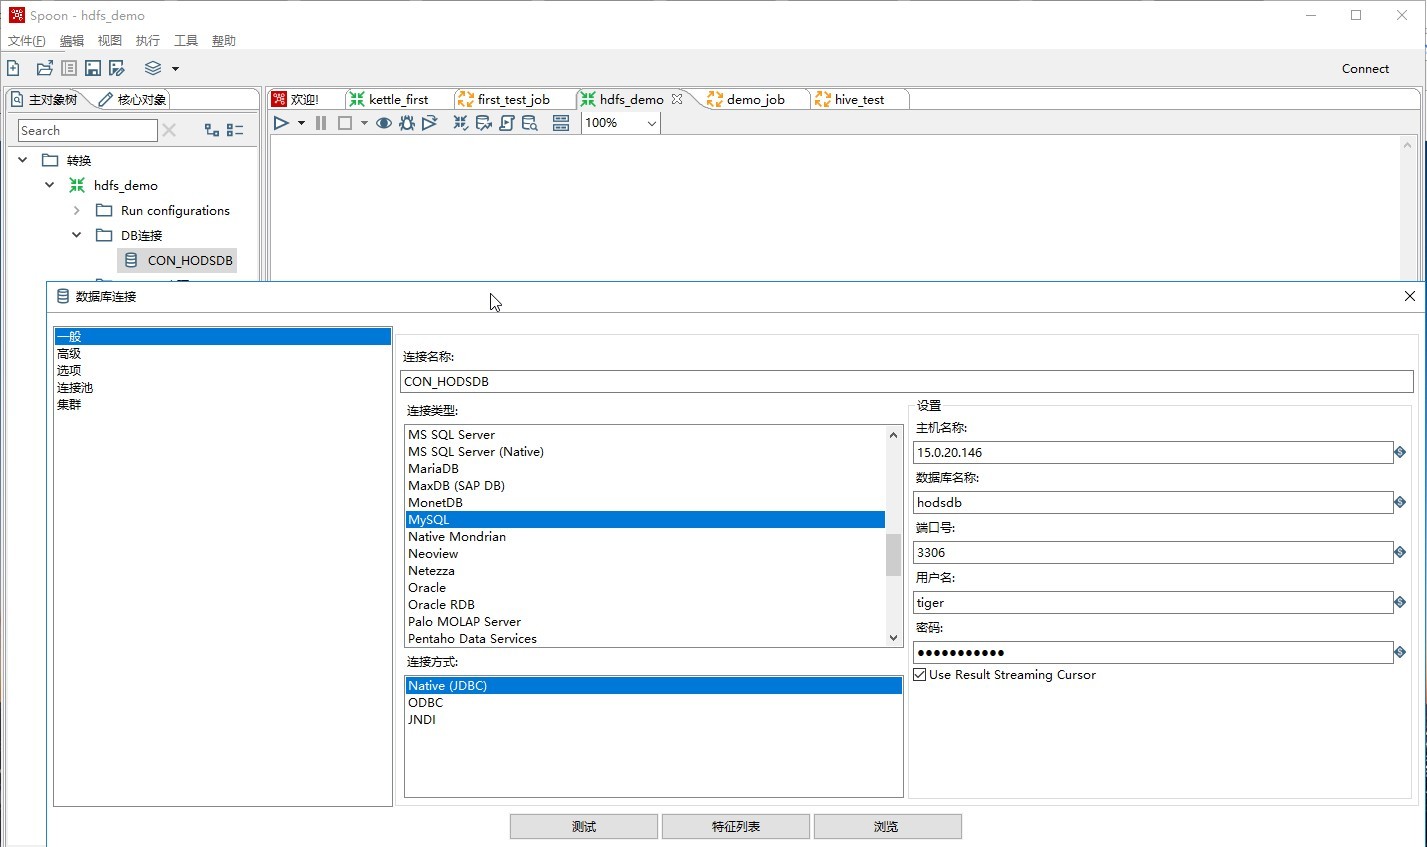 Spoon - hdfs_demo
文件(F) 编辑 视图 执行 工具 帮助
Connect
主对象树 核心对象
欢迎! kettle_first first_test_job hdfs_demo demo_job hive_test
Search
100%
转换
hdfs_demo
Run configurations
DB连接
CON_HODSDB
数据库连接
一般
高级
选项
连接池
集群
连接名称:
CON_HODSDB
连接类型:
MS SQL Server
MS SQL Server (Native)
MariaDB
MaxDB (SAP DB)
MonetDB
MySQL
Native Mondrian
Neoview
Netezza
Oracle
Oracle RDB
Palo MOLAP Server
Pentaho Data Services
连接方式:
Native (JDBC)
ODBC
JNDI
设置
主机名称:
15.0.20.146
数据库名称:
hodsdb
端口号:
3306
用户名:
tiger
密码:
●●●●●●●●●●●
Use Result Streaming Cursor
测试 特征列表 浏览